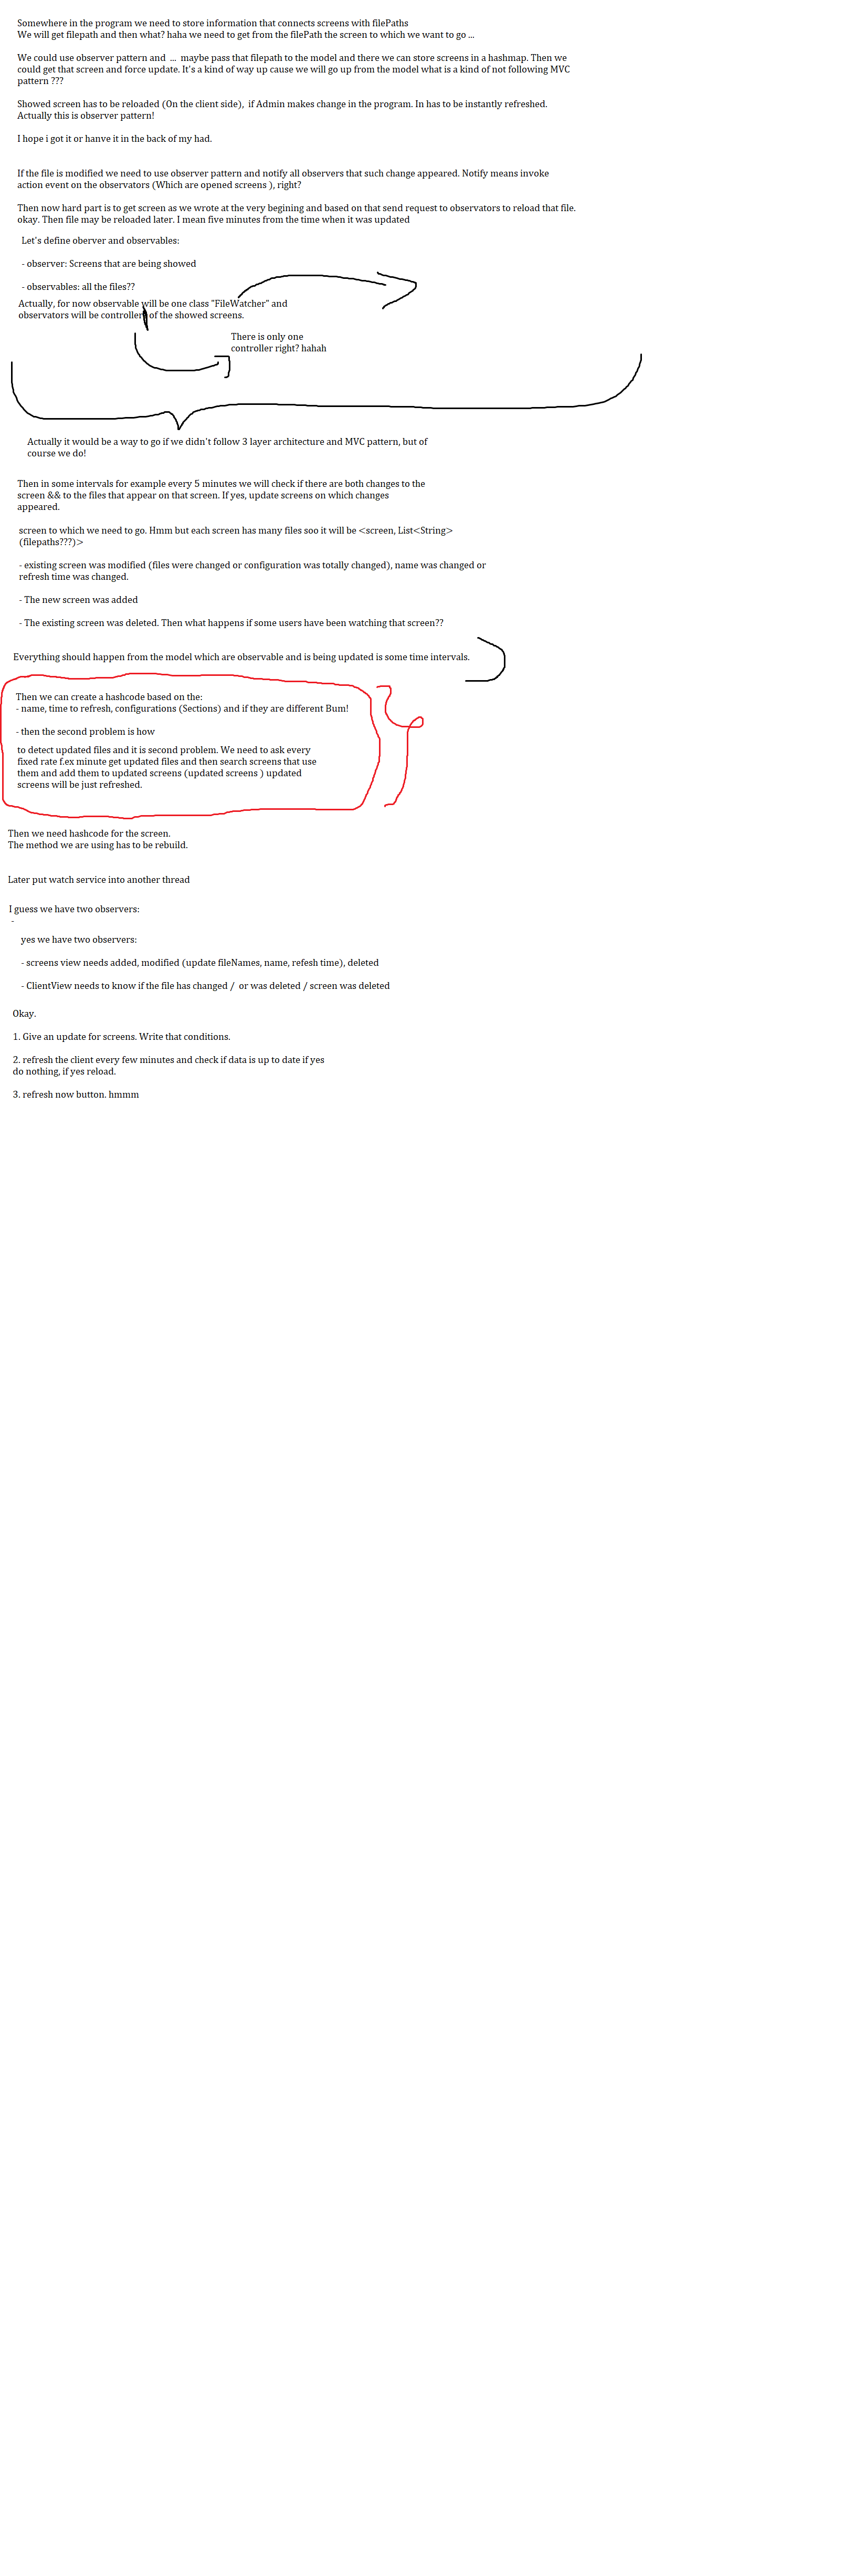 Somewhere in the program we need to store information that connects screens with filePaths
We will get filepath and then what? haha we need to get from the filePath the screen to which we want to go ...
We could use observer pattern and  ...  maybe pass that filepath to the model and there we can store screens in a hashmap. Then we
could get that screen and force update. It's a kind of way up cause we will go up from the model what is a kind of not following MVC
pattern ???
Showed screen has to be reloaded (On the client side),  if Admin makes change in the program. In has to be instantly refreshed.
Actually this is observer pattern!
I hope i got it or hanve it in the back of my had.
If the file is modified we need to use observer pattern and notify all observers that such change appeared. Notify means invoke
action event on the observators (Which are opened screens ), right?
Then now hard part is to get screen as we wrote at the very begining and based on that send request to observators to reload that file.
okay. Then file may be reloaded later. I mean five minutes from the time when it was updated
Let's define oberver and observables:
- observer: Screens that are being showed
- observables: all the files??
Actually, for now observable will be one class "FileWatcher" and
observators will be controller of the showed screens.
There is only one
controller right? hahah
Actually it would be a way to go if we didn't follow 3 layer architecture and MVC pattern, but of
course we do!
Then in some intervals for example every 5 minutes we will check if there are both changes to the
screen && to the files that appear on that screen. If yes, update screens on which changes
appeared.
screen to which we need to go. Hmm but each screen has many files soo it will be <screen, List<String>
(filepaths???)>
- existing screen was modified (files were changed or configuration was totally changed), name was changed or
refresh time was changed.
- The new screen was added
- The existing screen was deleted. Then what happens if some users have been watching that screen??
Everything should happen from the model which are observable and is being updated is some time intervals.
Then we can create a hashcode based on the:
- name, time to refresh, configurations (Sections) and if they are different Bum!
- then the second problem is how
to detect updated files and it is second problem. We need to ask every
fixed rate f.ex minute get updated files and then search screens that use
them and add them to updated screens (updated screens ) updated
screens will be just refreshed.
Then we need hashcode for the screen.
The method we are using has to be rebuild.
Later put watch service into another thread
I guess we have two observers:
-
yes we have two observers:
- screens view needs added, modified (update fileNames, name, refesh time), deleted
- ClientView needs to know if the file has changed /  or was deleted / screen was deleted
Okay.
1. Give an update for screens. Write that conditions.
2. refresh the client every few minutes and check if data is up to date if yes
do nothing, if yes reload.
3. refresh now button. hmmm